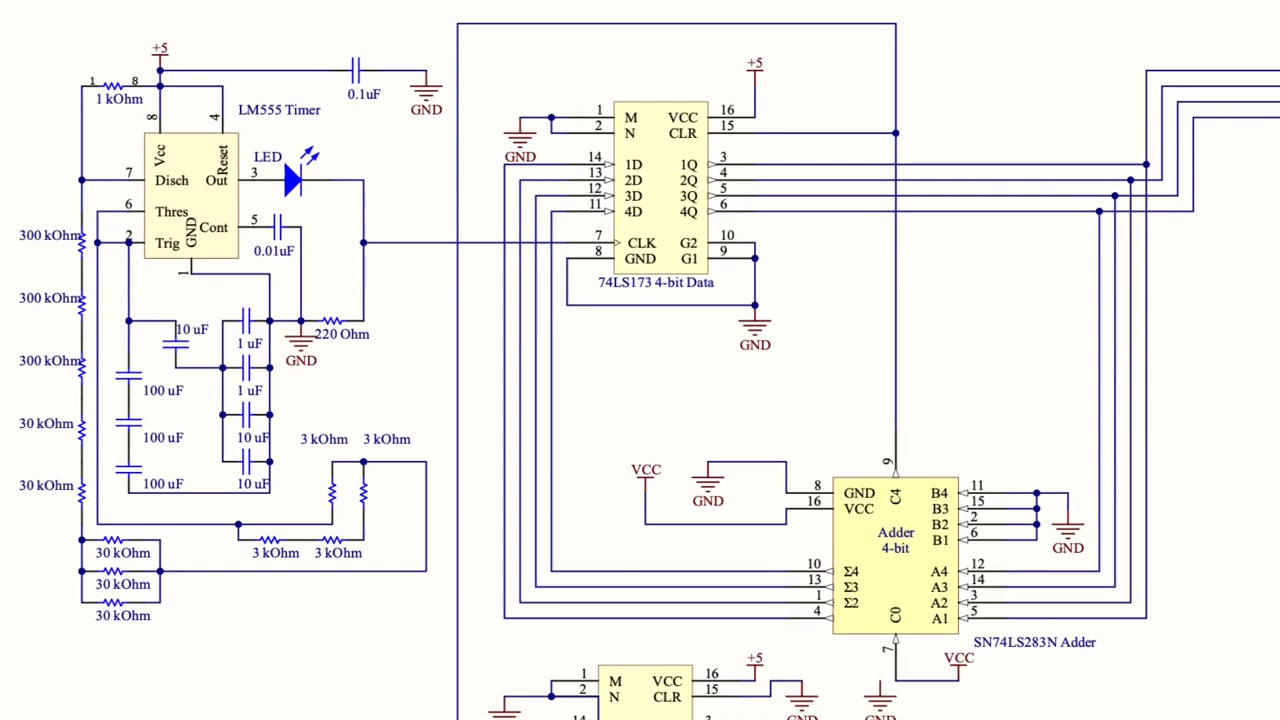 +5
1 8
1 kOhm
0.1uF
GND
LM555 Timer
8 4
Vcc
Reset
7 Disch Out 3
LED
6 Thres
2 Trig GND Cont 5
0.01uF
1
300 kOhm
300 kOhm
300 kOhm
30 kOhm
30 kOhm
10 uF
1 uF
GND
220 Ohm
100 uF
1 uF
100 uF
10 uF
100 uF
10 uF
3 kOhm 3 kOhm
3 kOhm 3 kOhm
30 kOhm
30 kOhm
30 kOhm
+5
GND
1 M VCC 16
2 N CLR 15
14 1D 1Q 3
13 2D 2Q 4
12 3D 3Q 5
11 4D 4Q 6
7 CLK G2 10
8 GND G1 9
74LS173 4-bit Data
GND
VCC
GND
9
C4
8 GND B4 11
16 VCC B3 15
B2 2
B1 6
GND
Adder
4-bit
10 Σ4 A4 12
13 Σ3 A3 14
1 Σ2 A2 3
4 A1 5
C0
7
SN74LS283N Adder
VCC
GND
+5
1 M VCC 16
2 N CLR 15
GND
14 3